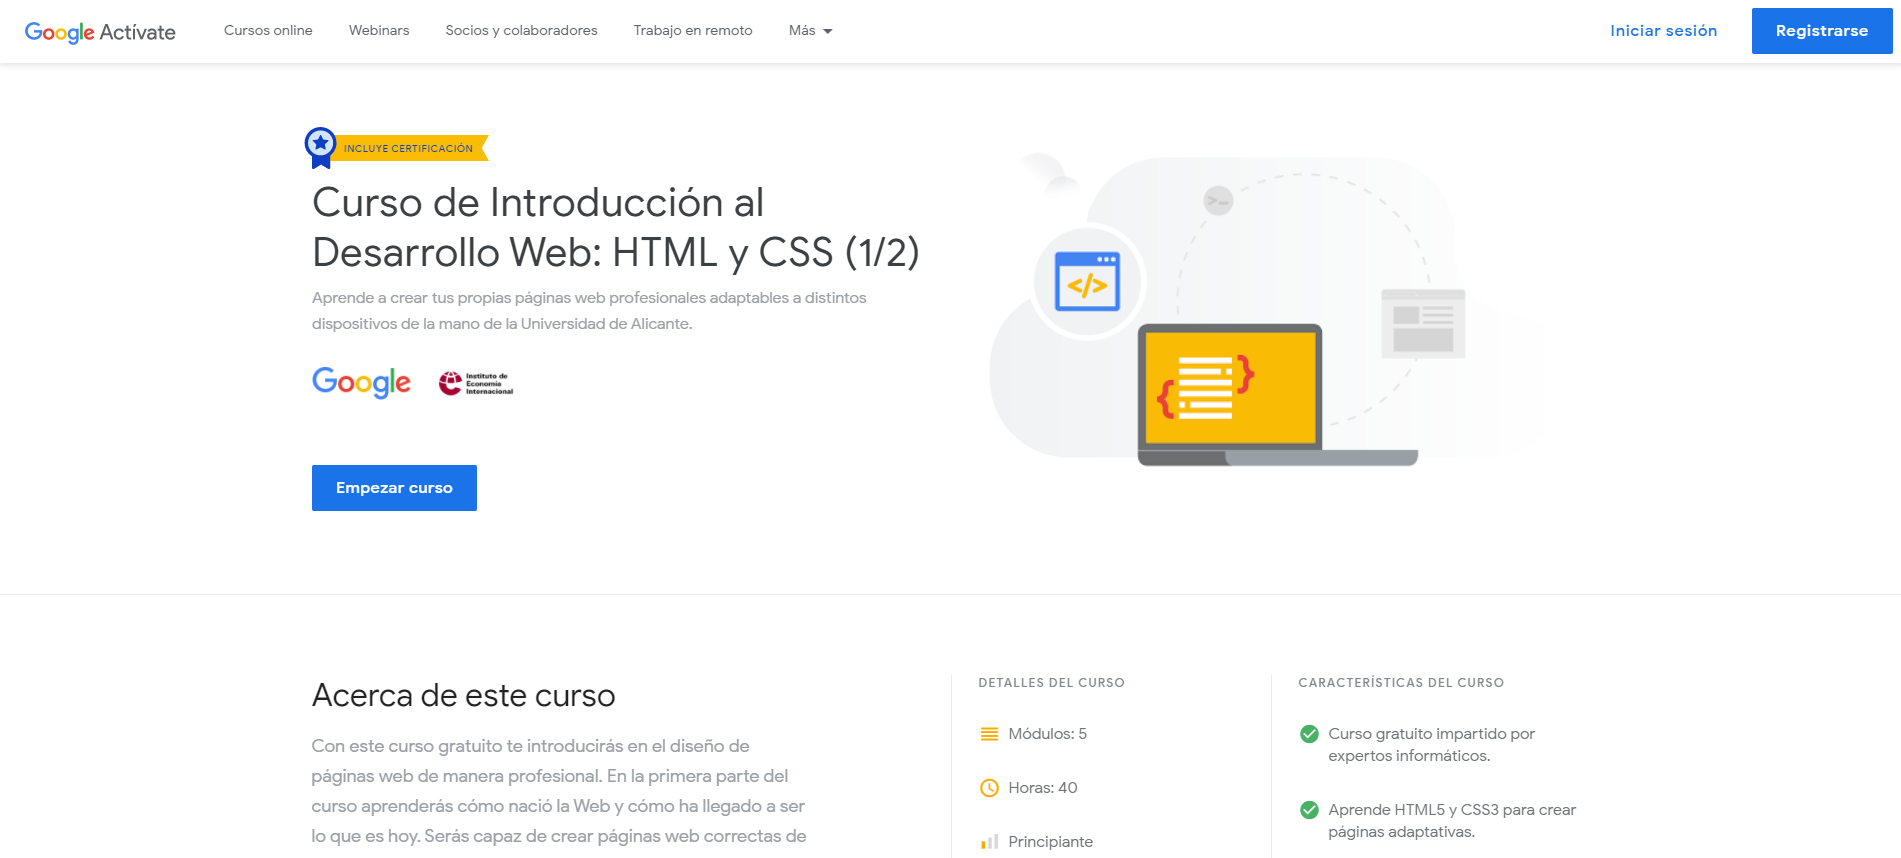 Google Actívate
Cursos online
Webinars
Socios y colaboradores
Trabajo en remoto
Más
Iniciar sesión
Registrarse
INCLUYE CERTIFICACIÓN
Curso de Introducción al
Desarrollo Web: HTML y CSS (1/2)
Aprende a crear tus propias páginas web profesionales adaptables a distintos
dispositivos de la mano de la Universidad de Alicante.
Google
Instituto de
Economía
Internacional
Empezar curso
>_
</>
{ }
Acerca de este curso
Con este curso gratuito te introducirás en el diseño de
páginas web de manera profesional. En la primera parte del
curso aprenderás cómo nació la Web y cómo ha llegado a ser
lo que es hoy. Serás capaz de crear páginas web correctas de
DETALLES DEL CURSO
Módulos: 5
Horas: 40
Principiante
CARACTERÍSTICAS DEL CURSO
Curso gratuito impartido por
expertos informáticos.
Aprende HTML5 y CSS3 para crear
páginas adaptativas.